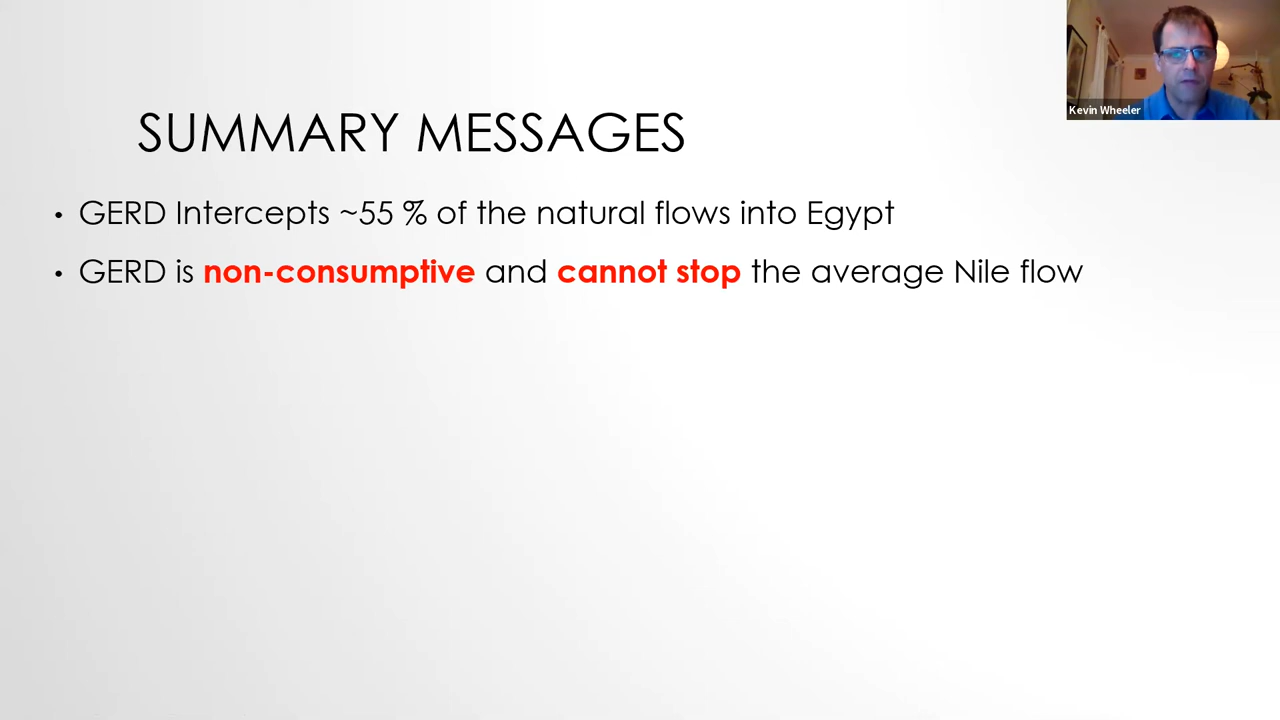 Kevin Wheeler
SUMMARY MESSAGES
• GERD Intercepts ~55 % of the natural flows into Egypt
• GERD is non-consumptive and cannot stop the average Nile flow